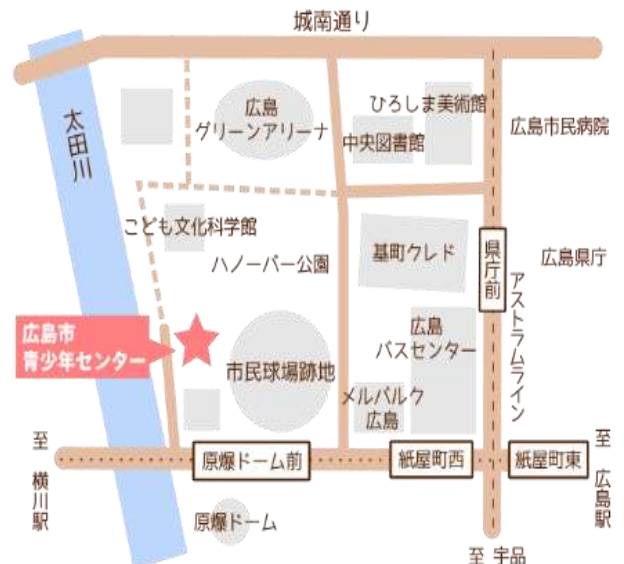 城南通り
太田川
広島
グリーンアリーナ
ひろしま美術館
中央図書館
広島市民病院
こども文化科学館
ハノーバー公園
基町クレド
県庁前
広島県庁
アストラムライン
広島市
青少年センター
市民球場跡地
広島
バスセンター
メルパルク
広島
至 横川駅
原爆ドーム前
紙屋町西
紙屋町東
至 広島駅
原爆ドーム
至 宇品